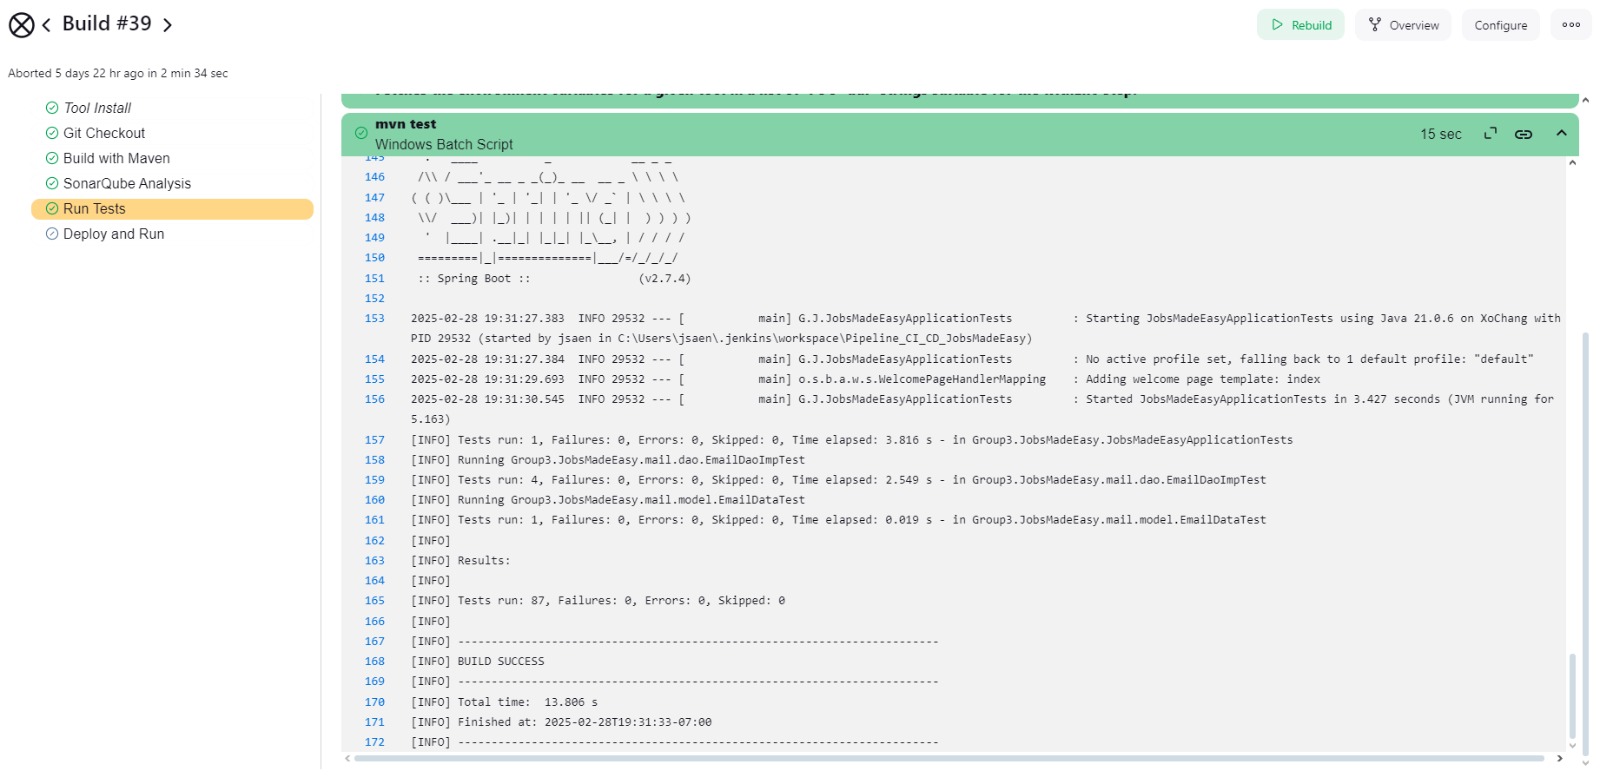 Build #39
Rebuild
Overview
Configure
Aborted 5 days 22 hr ago in 2 min 34 sec
Tool Install
Git Checkout
Build with Maven
SonarQube Analysis
Run Tests
Deploy and Run
mvn test
Windows Batch Script
15 sec
145
146 /\\ / ___'_ __ _ _(_)_ __  __ _ \ \ \ \
147 ( ( )\___ | '_ | '_| | '_ \/ _` | \ \ \ \
148 \\/  ___)| |_)| | | | | || (_| |  ) ) ) )
149 '  |____| .__|_| |_|_| |_\__, | / / / /
150 =========|_|==============|___/=/_/_/_/
151 :: Spring Boot ::                (v2.7.4)
152
153 2025-02-28 19:31:27.383  INFO 29532 --- [           main] G.J.JobsMadeEasyApplicationTests         : Starting JobsMadeEasyApplicationTests using Java 21.0.6 on XoChang with
PID 29532 (started by jsaen in C:\Users\jsaen\.jenkins\workspace\Pipeline_CI_CD_JobsMadeEasy)
154 2025-02-28 19:31:27.384  INFO 29532 --- [           main] G.J.JobsMadeEasyApplicationTests         : No active profile set, falling back to 1 default profile: "default"
155 2025-02-28 19:31:29.693  INFO 29532 --- [           main] o.s.b.a.w.s.WelcomePageHandlerMapping    : Adding welcome page template: index
156 2025-02-28 19:31:30.545  INFO 29532 --- [           main] G.J.JobsMadeEasyApplicationTests         : Started JobsMadeEasyApplicationTests in 3.427 seconds (JVM running for
5.163)
157 [INFO] Tests run: 1, Failures: 0, Errors: 0, Skipped: 0, Time elapsed: 3.816 s - in Group3.JobsMadeEasy.JobsMadeEasyApplicationTests
158 [INFO] Running Group3.JobsMadeEasy.mail.dao.EmailDaoImpTest
159 [INFO] Tests run: 4, Failures: 0, Errors: 0, Skipped: 0, Time elapsed: 2.549 s - in Group3.JobsMadeEasy.mail.dao.EmailDaoImpTest
160 [INFO] Running Group3.JobsMadeEasy.mail.model.EmailDataTest
161 [INFO] Tests run: 1, Failures: 0, Errors: 0, Skipped: 0, Time elapsed: 0.019 s - in Group3.JobsMadeEasy.mail.model.EmailDataTest
162 [INFO]
163 [INFO] Results:
164 [INFO]
165 [INFO] Tests run: 87, Failures: 0, Errors: 0, Skipped: 0
166 [INFO]
167 [INFO] ------------------------------------------------------------------------
168 [INFO] BUILD SUCCESS
169 [INFO] ------------------------------------------------------------------------
170 [INFO] Total time:  13.806 s
171 [INFO] Finished at: 2025-02-28T19:31:33-07:00
172 [INFO] ------------------------------------------------------------------------